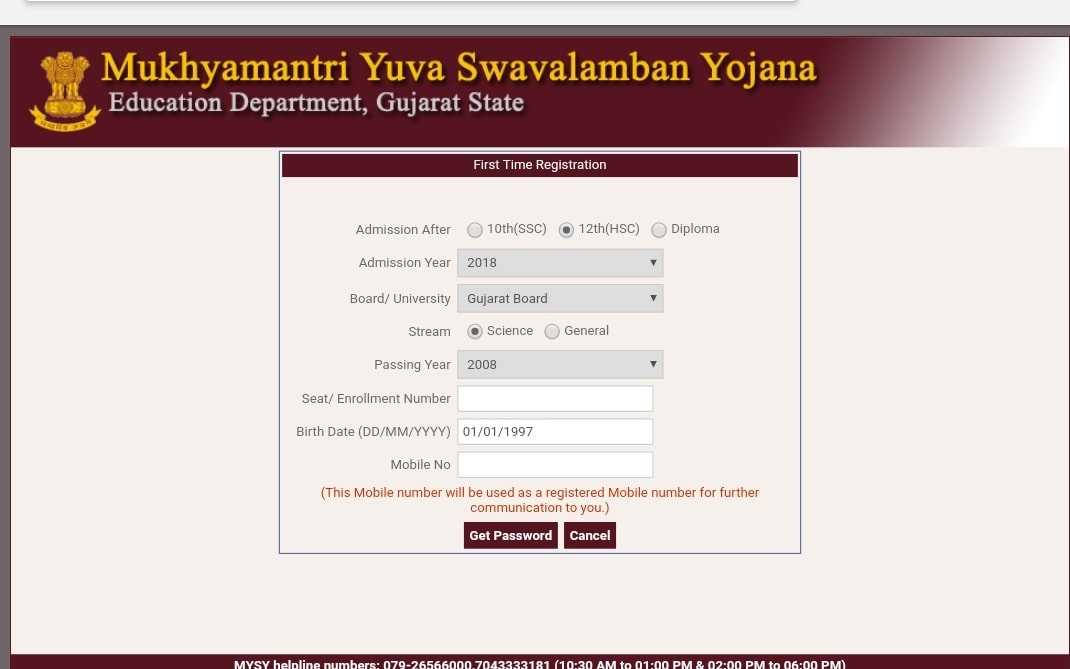 Mukhyamantri Yuva Swavalamban Yojana
Education Department, Gujarat State
First Time Registration
Admission After 10th(SSC) 12th(HSC) Diploma
Admission Year 2018
Board/ University Gujarat Board
Stream Science General
Passing Year 2008
Seat/ Enrollment Number
Birth Date (DD/MM/YYYY) 01/01/1997
Mobile No
(This Mobile number will be used as a registered Mobile number for further
communication to you.)
Get Password Cancel
MYSY helpline numbers: 079-26566000,7043333181 (10:30 AM to 01:00 PM & 02:00 PM to 06:00 PM)